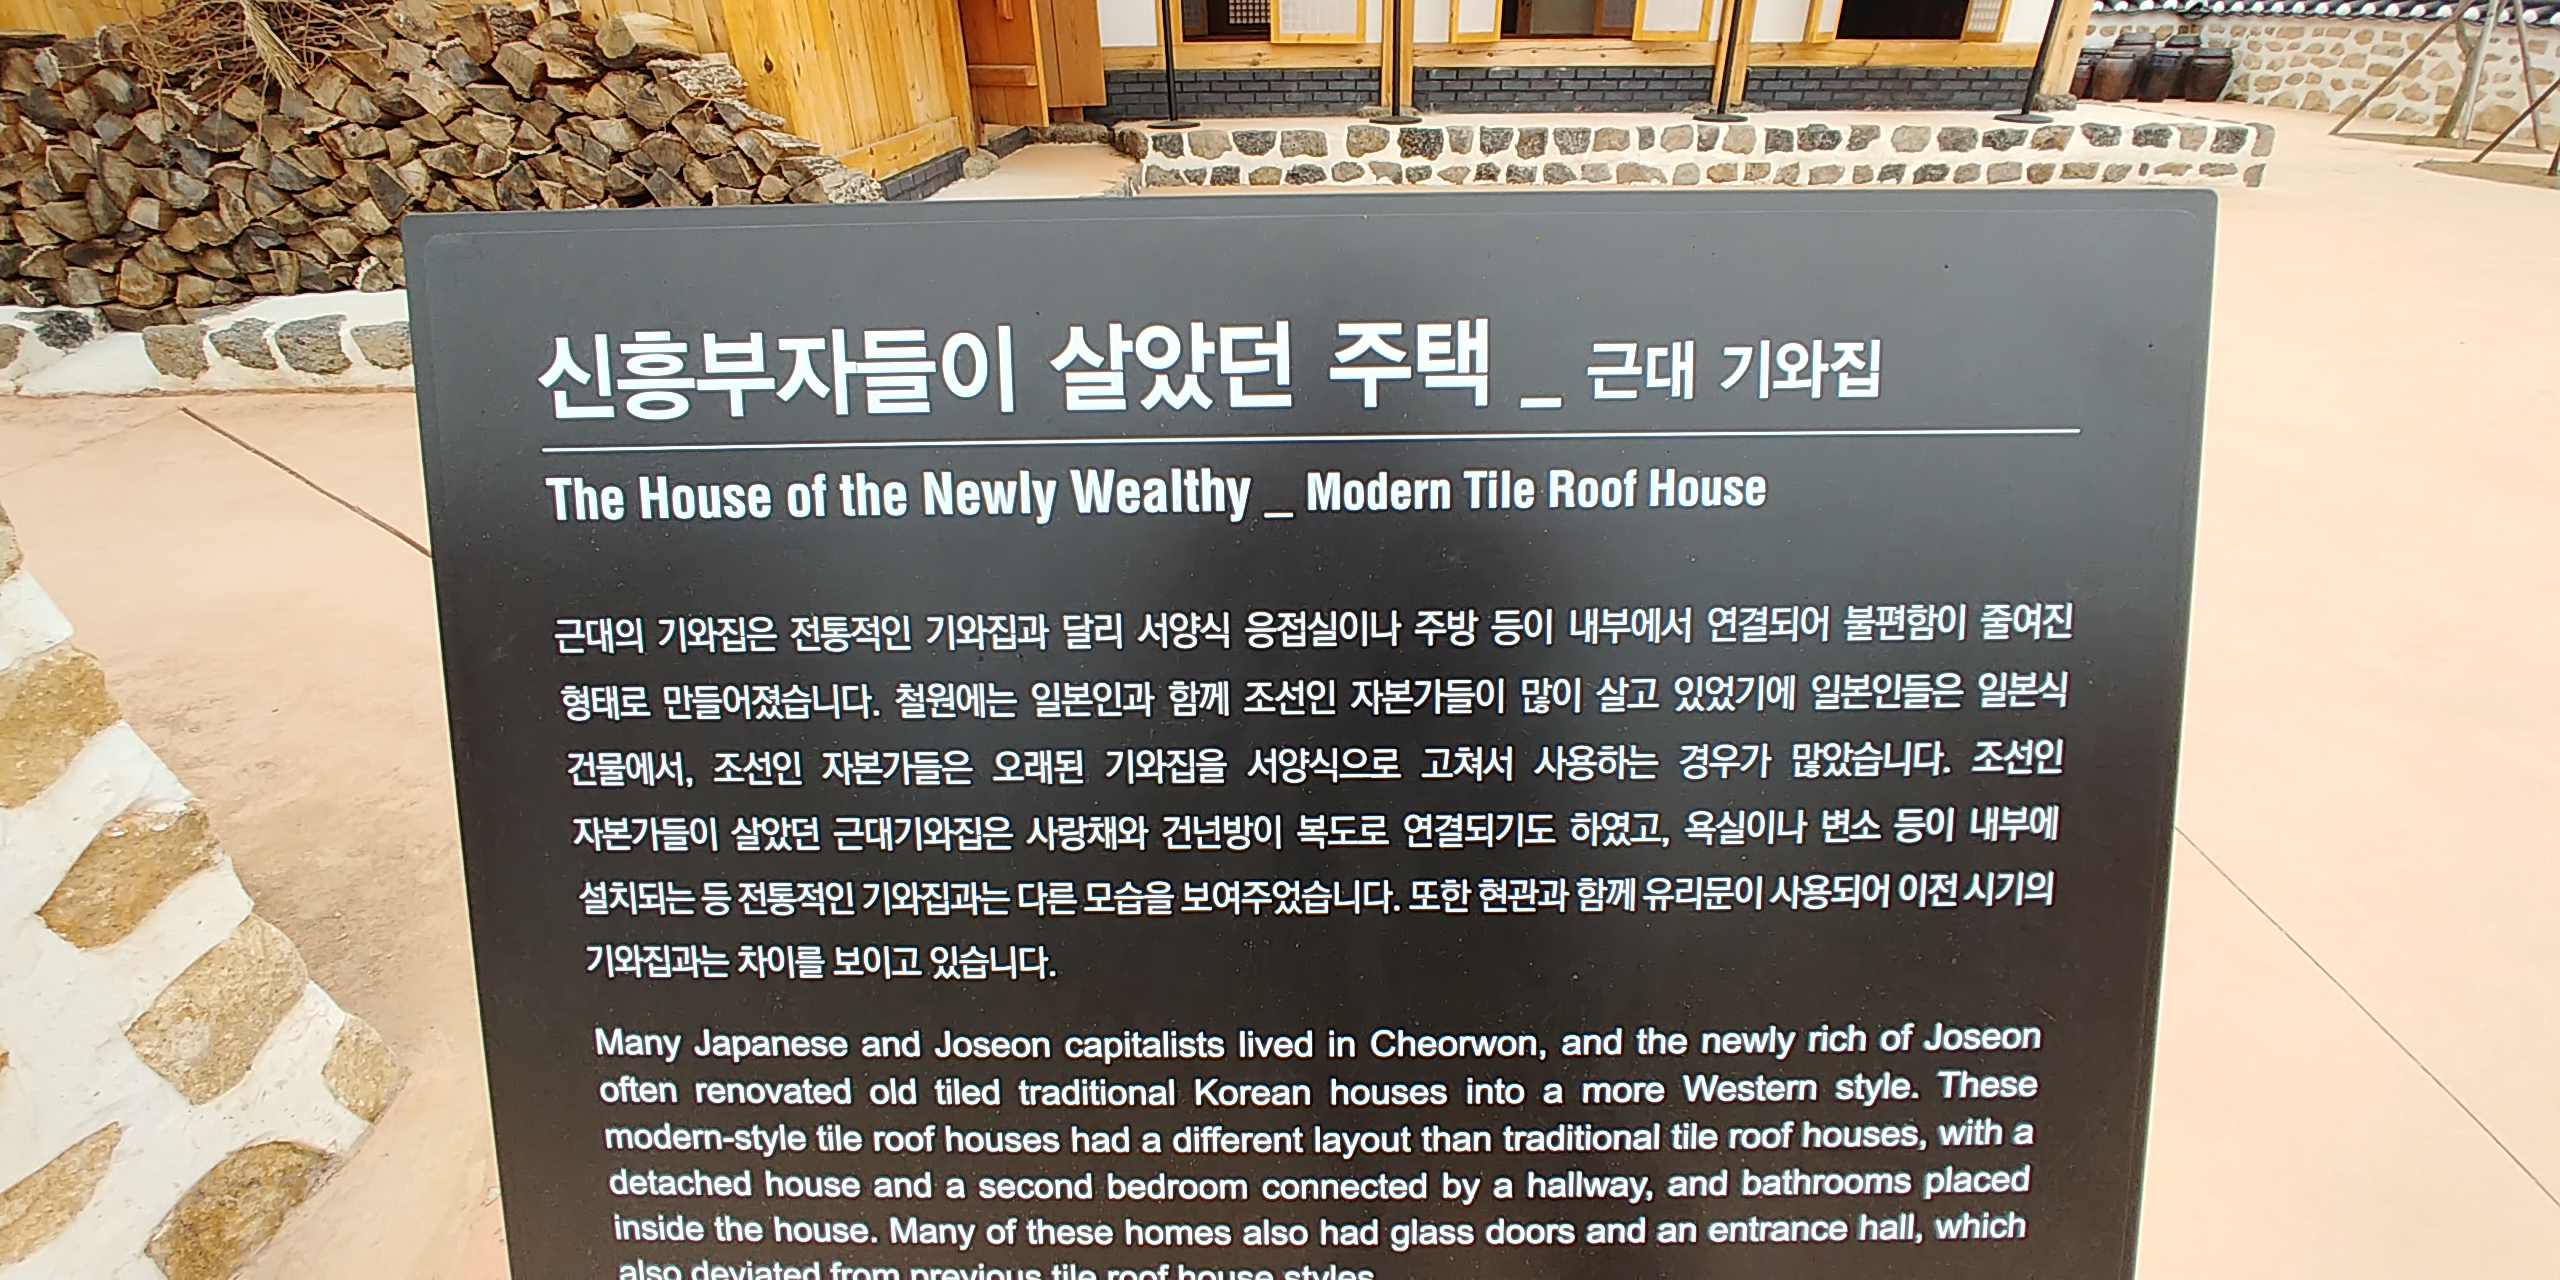 신흥부자들이 살았던 주택 _ 근대 기와집
The House of the Newly Wealthy _ Modern Tile Roof House
근대의 기와집은 전통적인 기와집과 달리 서양식 응접실이나 주방 등이 내부에서 연결되어 불편함이 줄여진
형태로 만들어졌습니다. 철원에는 일본인과 함께 조선인 자본가들이 많이 살고 있었기에 일본인들은 일본식
건물에서, 조선인 자본가들은 오래된 기와집을 서양식으로 고쳐서 사용하는 경우가 많았습니다. 조선인
자본가들이 살았던 근대기와집은 사랑채와 건넌방이 복도로 연결되기도 하였고, 욕실이나 변소 등이 내부에
설치되는 등 전통적인 기와집과는 다른 모습을 보여주었습니다. 또한 현관과 함께 유리문이 사용되어 이전 시기의
기와집과는 차이를 보이고 있습니다.
Many Japanese and Joseon capitalists lived in Cheorwon, and the newly rich of Joseon
often renovated old tiled traditional Korean houses into a more Western style. These
modern-style tile roof houses had a different layout than traditional tile roof houses, with a
detached house and a second bedroom connected by a hallway, and bathrooms placed
inside the house. Many of these homes also had glass doors and an entrance hall, which
also deviated from previous tile roof house styles.